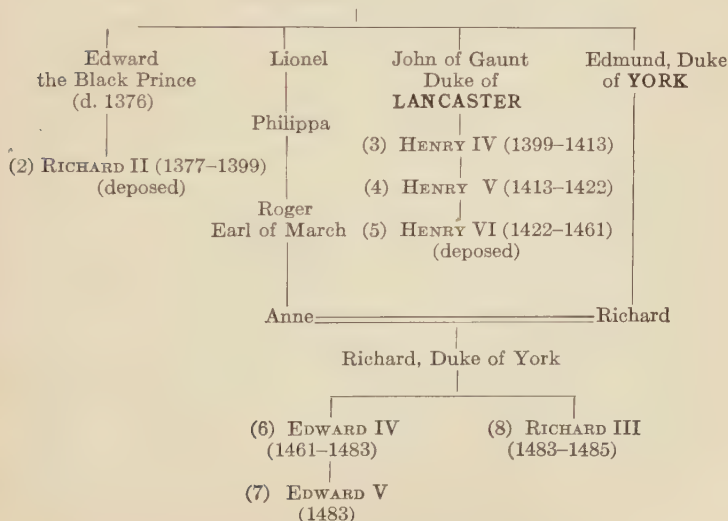 Edward
the Black Prince
(d. 1376)
Lionel
John of Gaunt
Duke of
LANCASTER
Edmund, Duke
of YORK
Philippa
(2) RICHARD II (1377–1399)
(deposed)
(3) HENRY IV (1399–1413)
(4) HENRY V (1413–1422)
Roger
Earl of March
(5) HENRY VI (1422–1461)
(deposed)
Anne
Richard
Richard, Duke of York
(6) EDWARD IV
(1461–1483)
(8) RICHARD III
(1483–1485)
(7) EDWARD V
(1483)